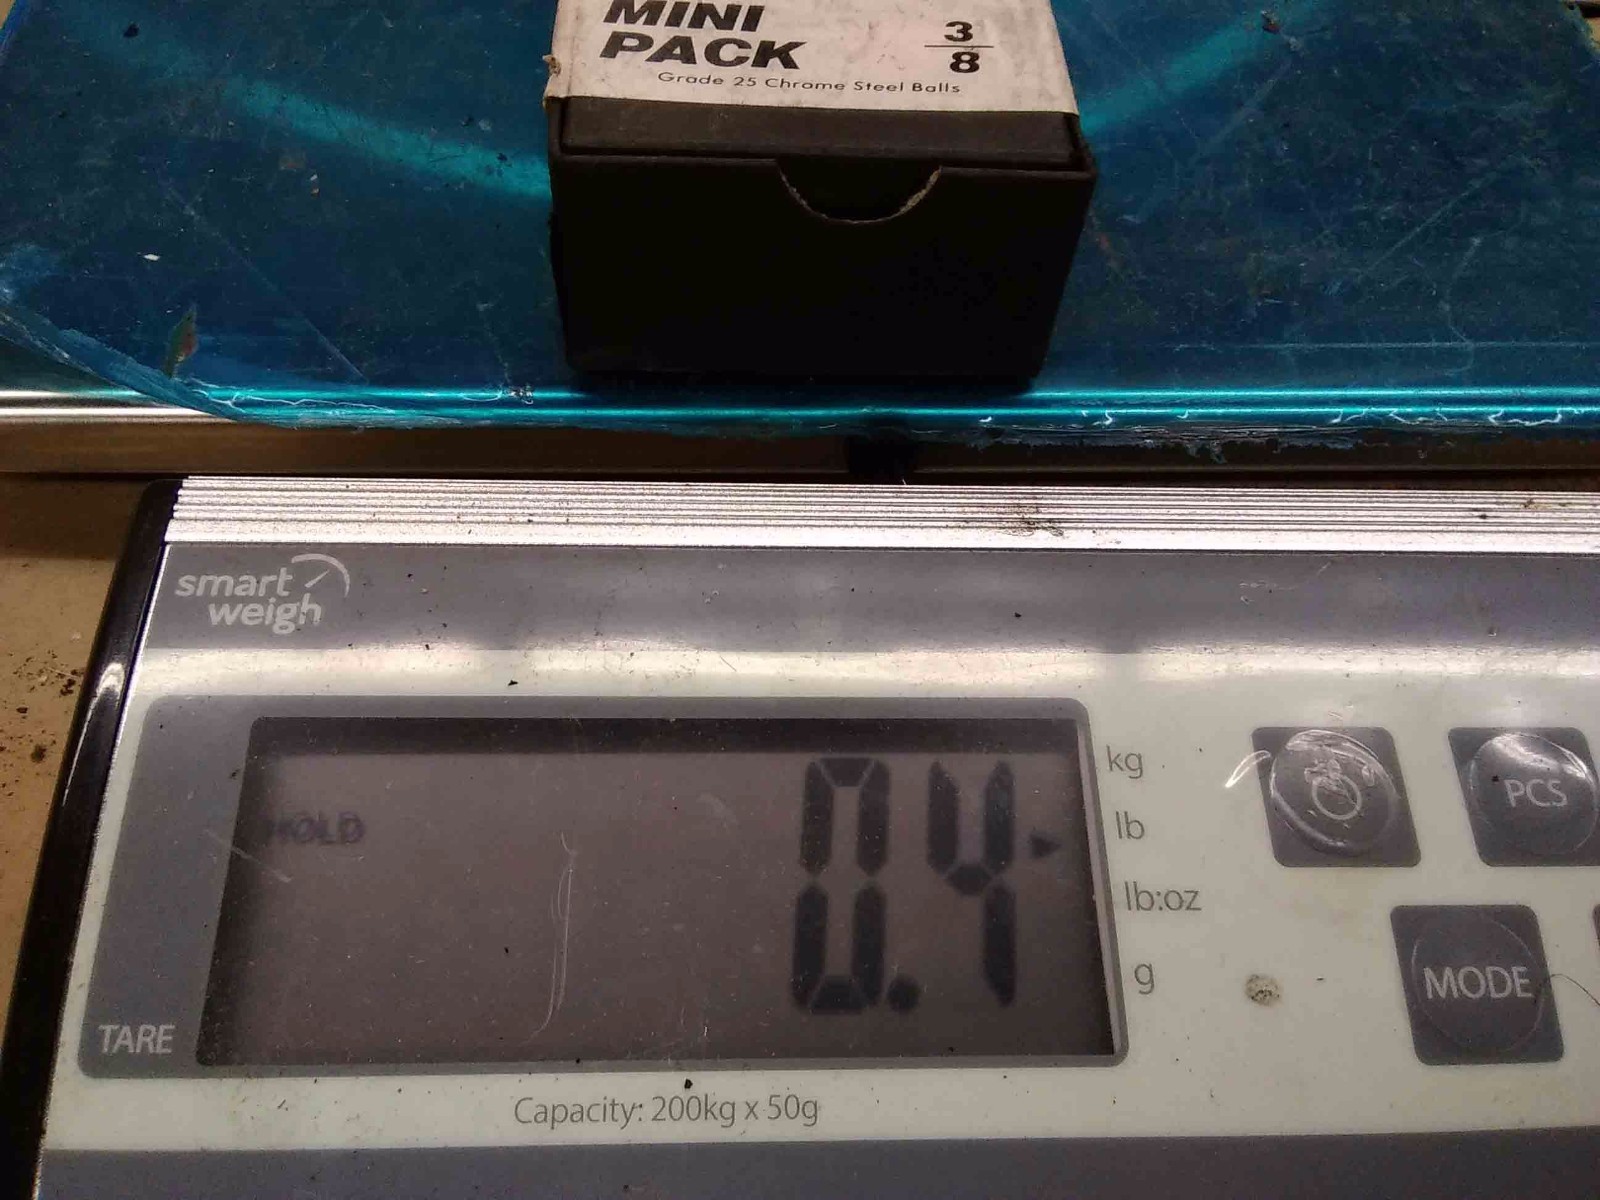 MINI
PACK
3
8
Grade 25 Chrome Steel Balls
smart
weigh
HOLD
0.4
kg
lb
lb:oz
g
PCS
MODE
TARE
Capacity: 200kg x 50g